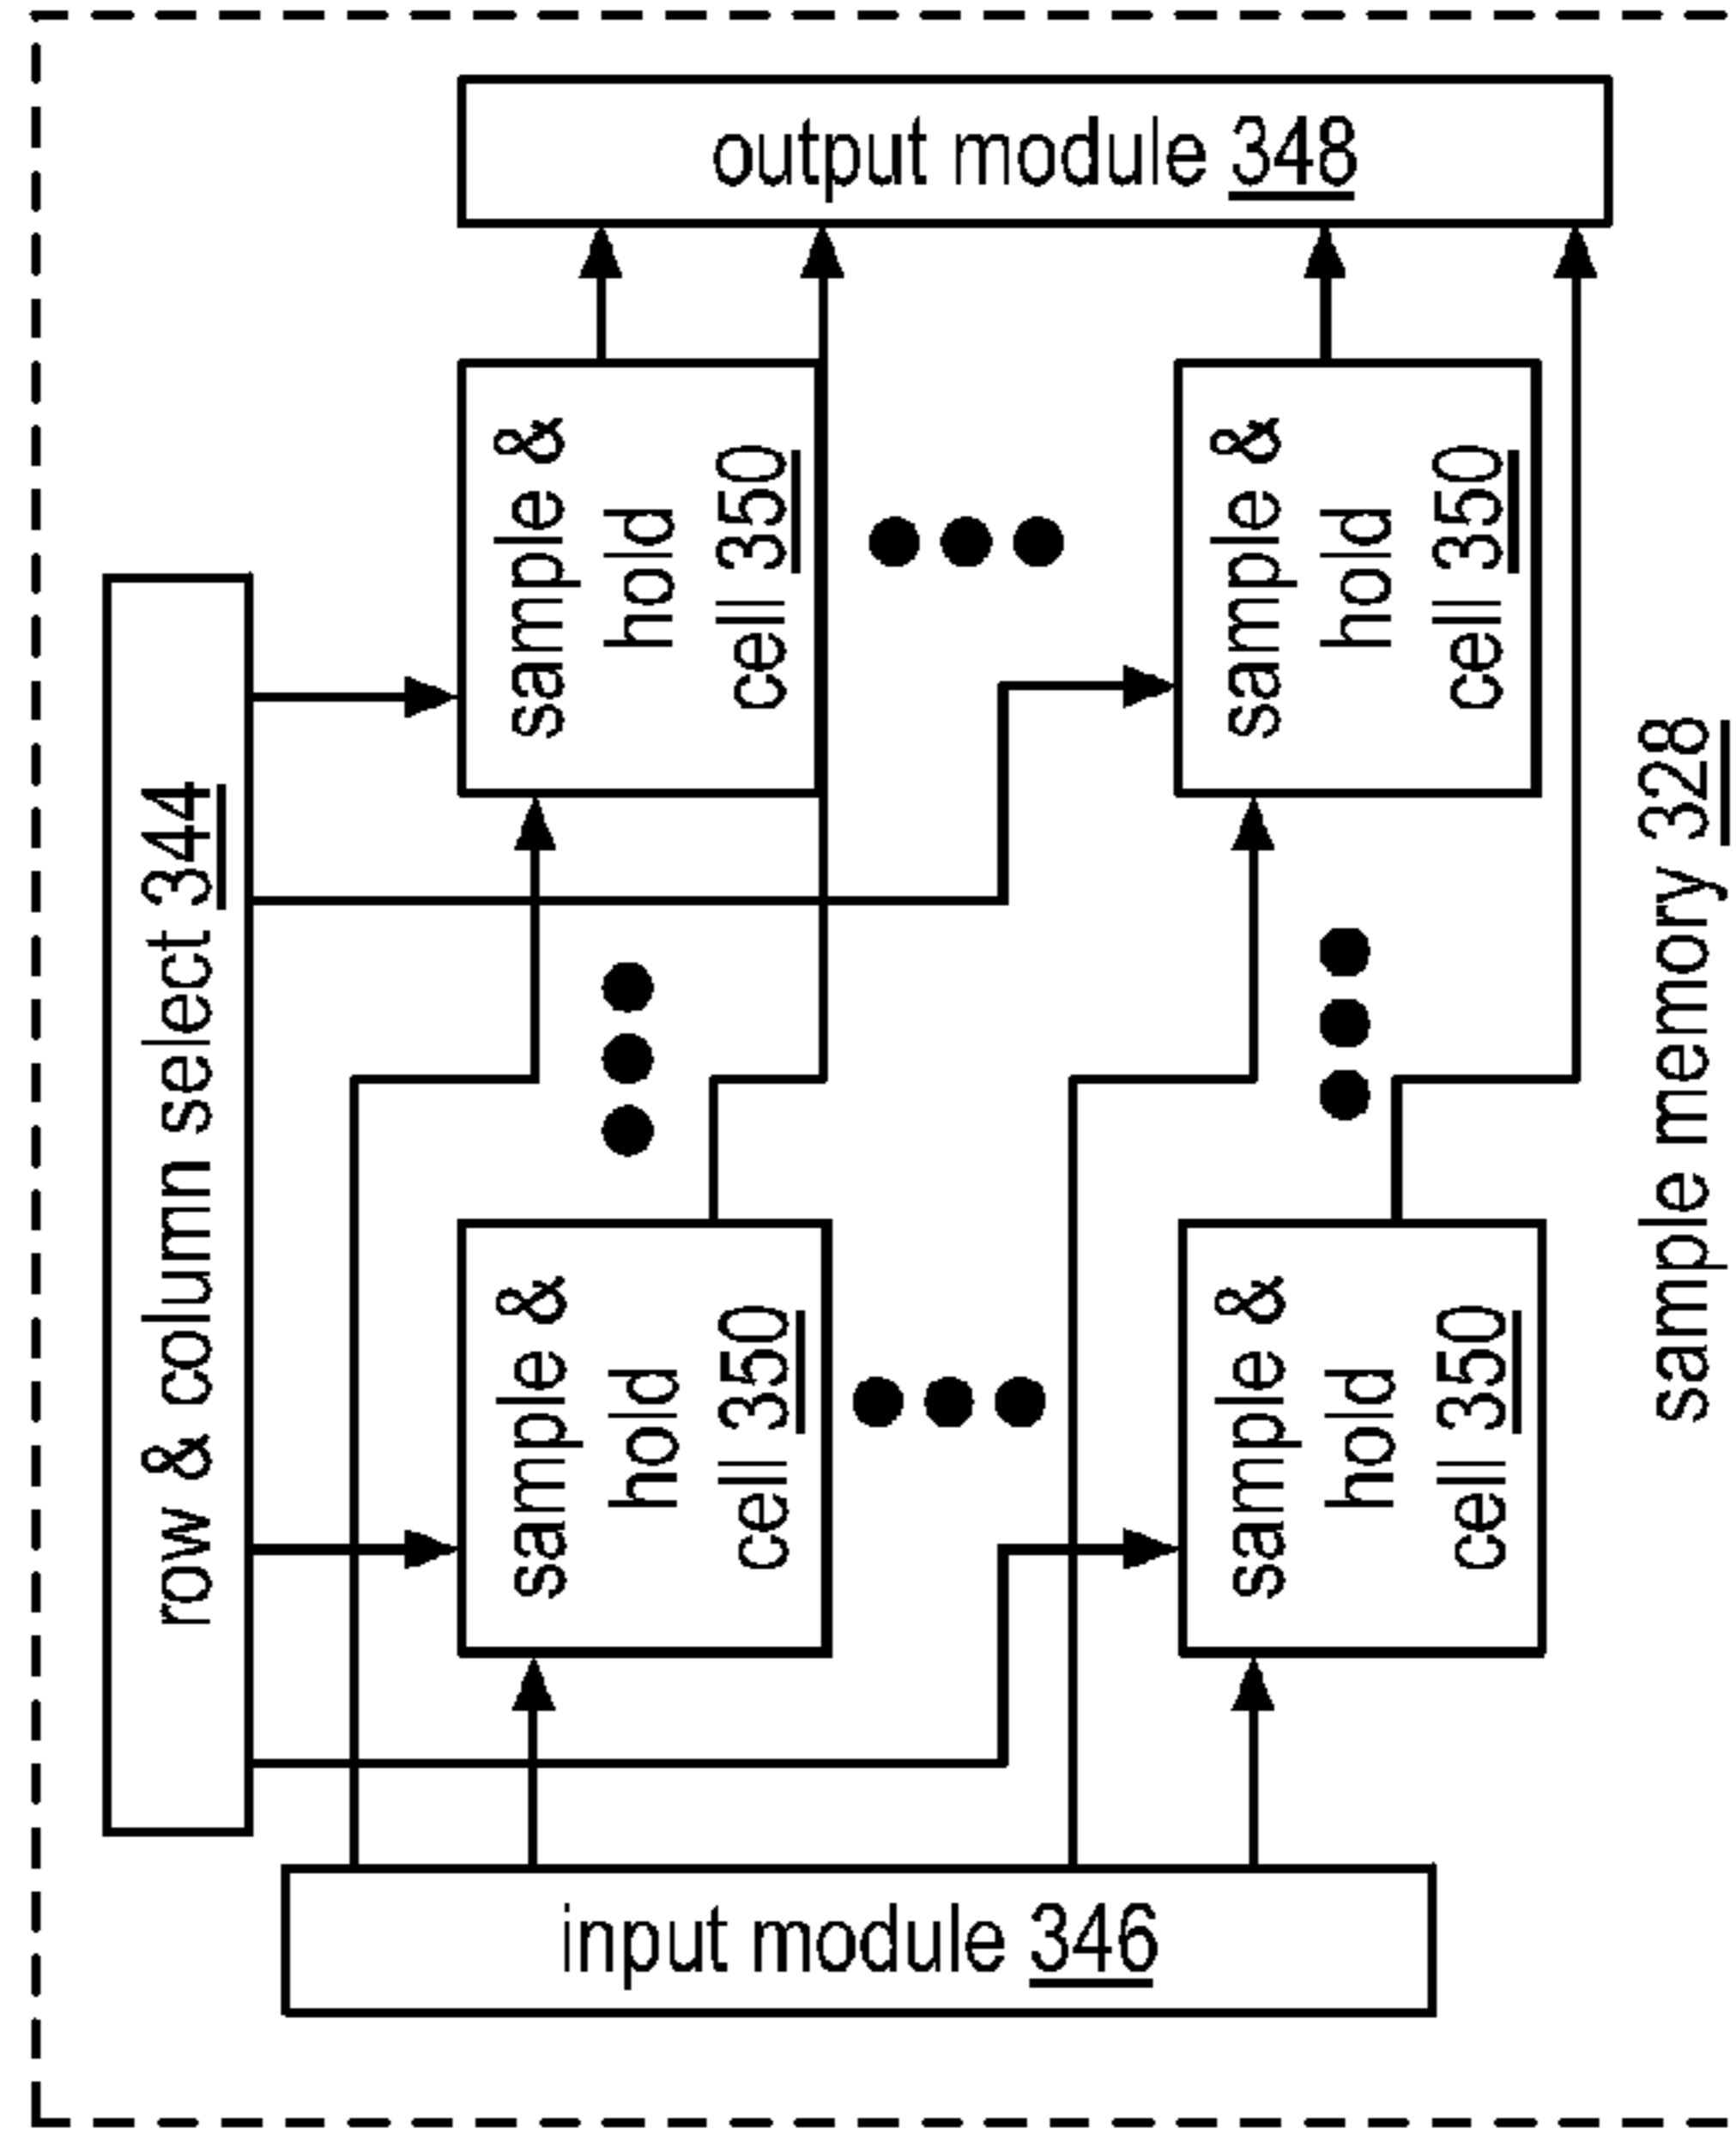 output module 348
row & column select 344
sample &
hold
cell 350
sample &
hold
cell 350
sample &
hold
cell 350
sample &
hold
cell 350
input module 346
sample memory 328